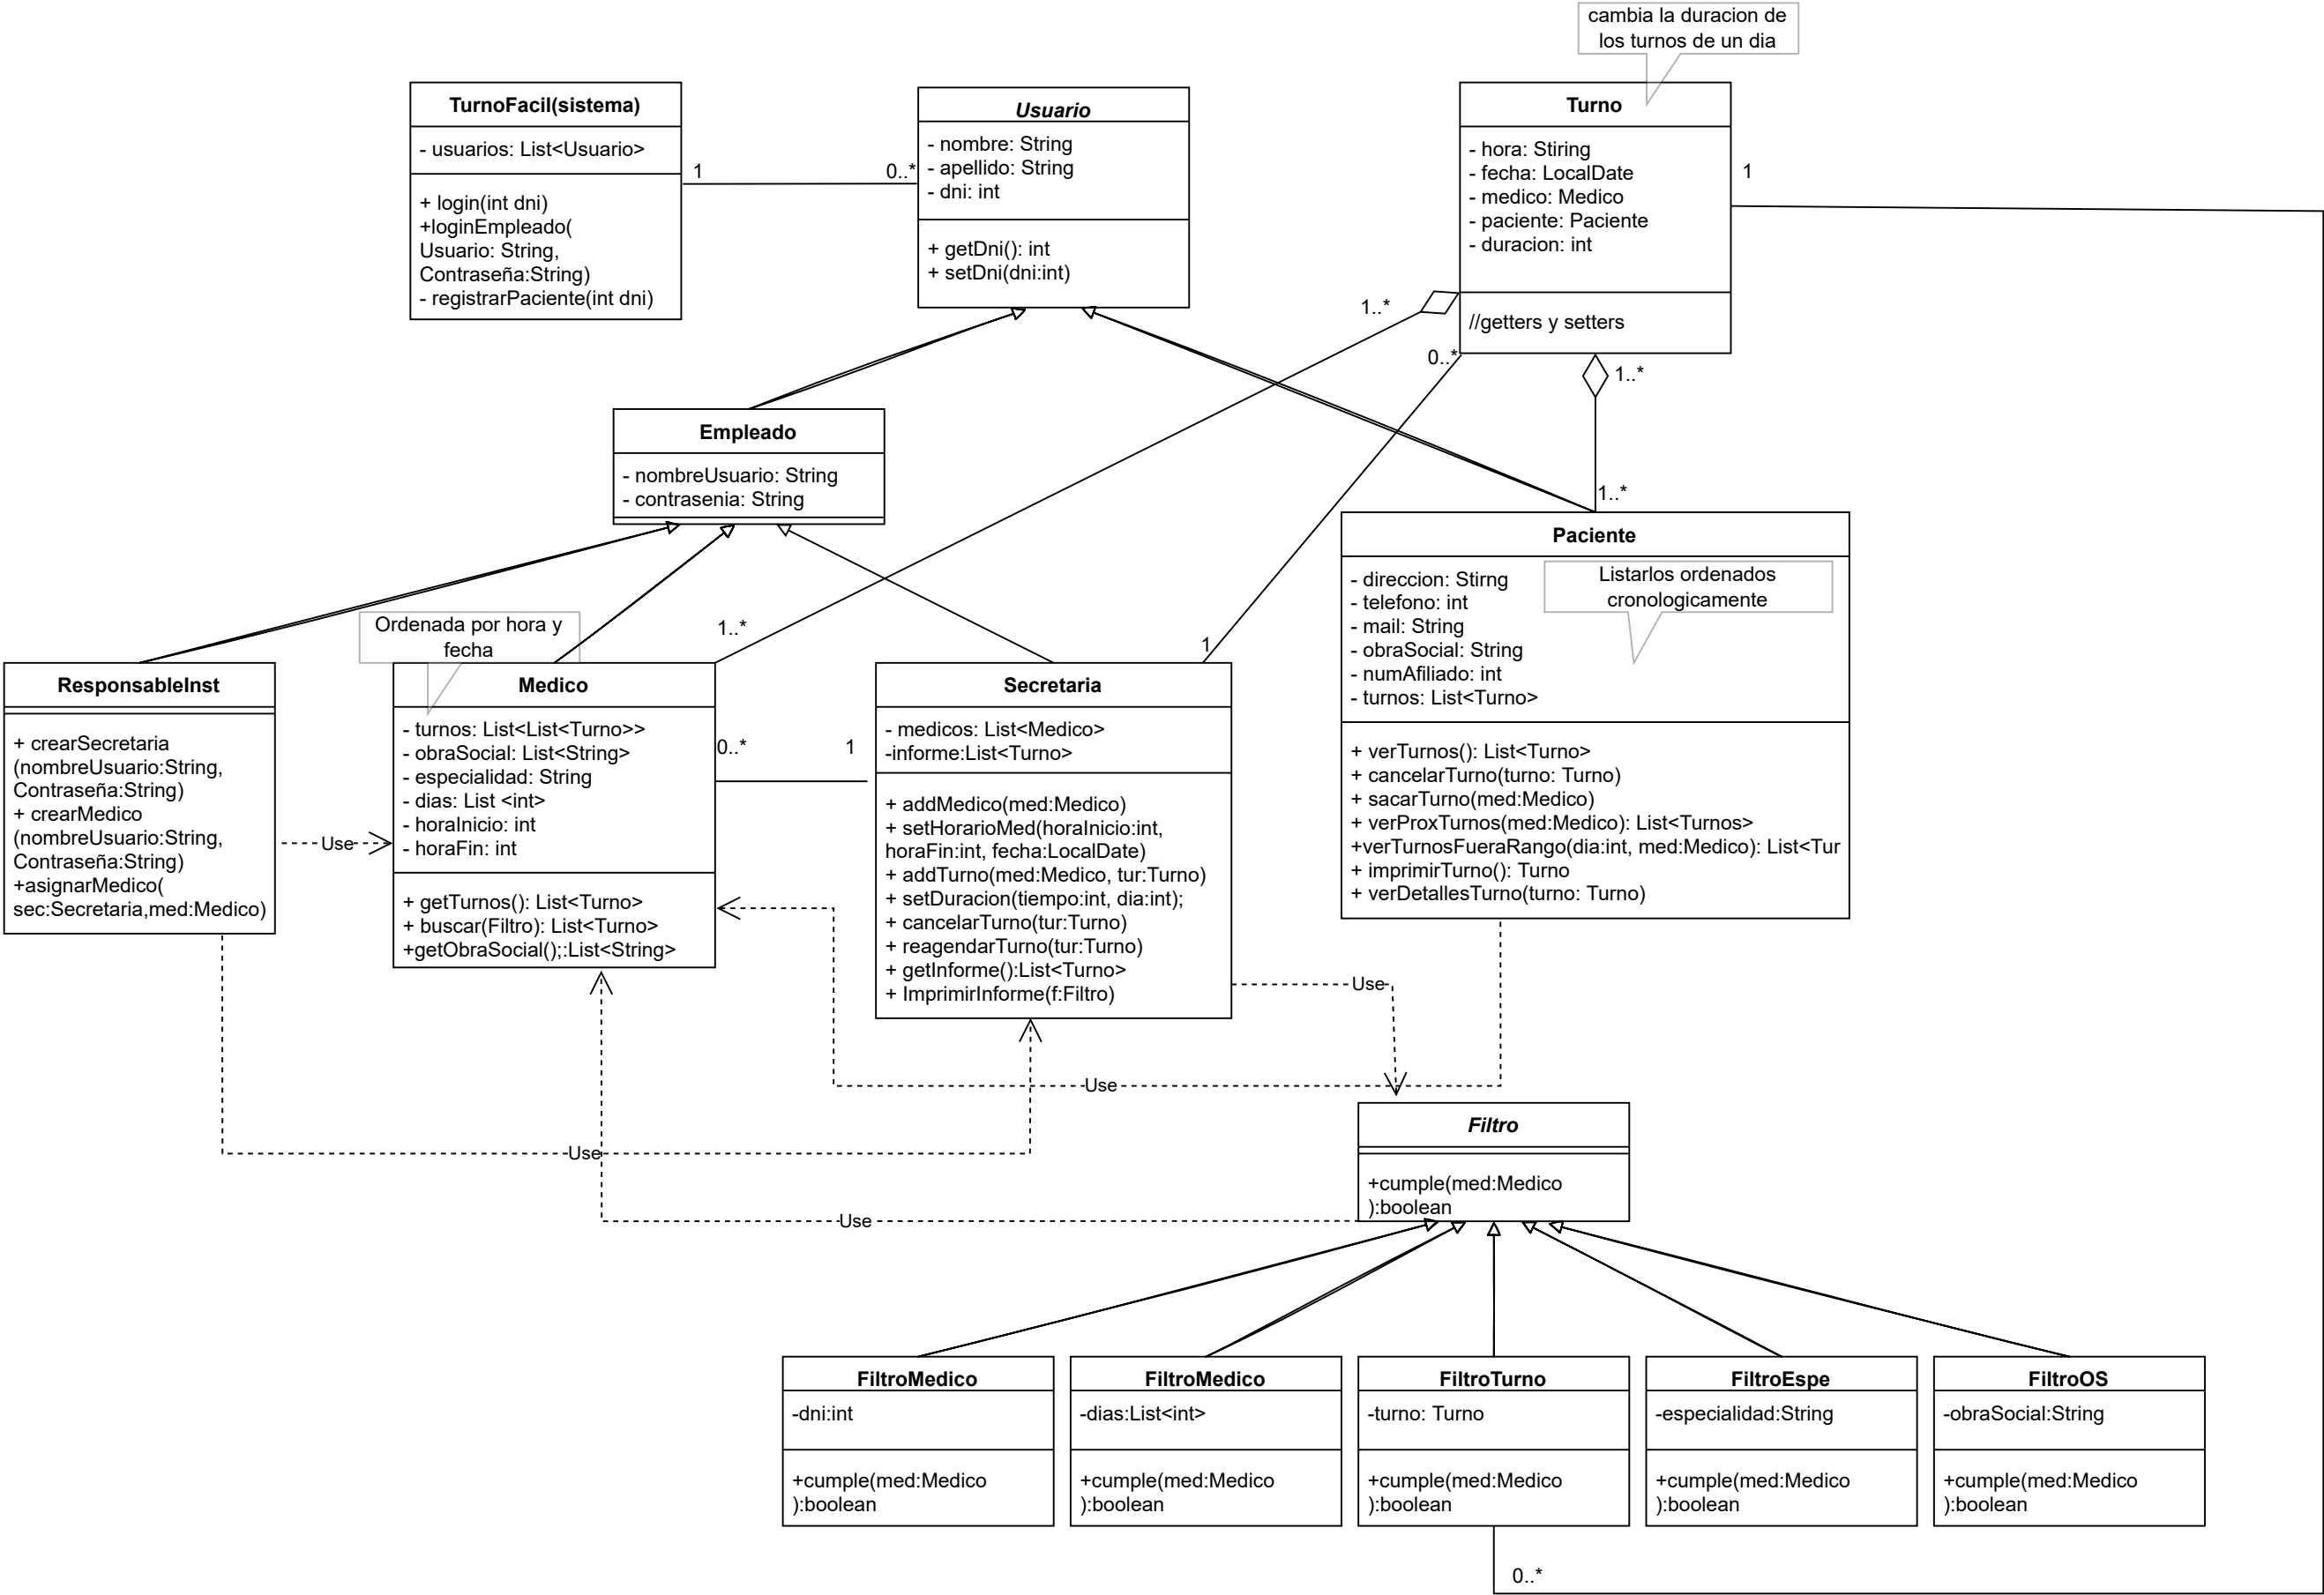 cambia la duracion de
los turnos de un dia
TurnoFacil(sistema)
- usuarios: List<Usuario>
+ login(int dni)
+loginEmpleado(
Usuario: String,
Contraseña:String)
- registrarPaciente(int dni)
1
0..*
Usuario
- nombre: String
- apellido: String
- dni: int
+ getDni(): int
+ setDni(dni:int)
Turno
- hora: Stiring
- fecha: LocalDate
- medico: Medico
- paciente: Paciente
- duracion: int
//getters y setters
1
1..*
0..*
1..*
1..*
Empleado
- nombreUsuario: String
- contrasenia: String
Paciente
- direccion: Stirng
- telefono: int
- mail: String
- obraSocial: String
- numAfiliado: int
- turnos: List<Turno>
Listarlos ordenados
cronologicamente
+ verTurnos(): List<Turno>
+ cancelarTurno(turno: Turno)
+ sacarTurno(med:Medico)
+ verProxTurnos(med:Medico): List<Turnos>
+verTurnosFueraRango(dia:int, med:Medico): List<Tur
+ imprimirTurno(): Turno
+ verDetallesTurno(turno: Turno)
Ordenada por hora y
fecha
1..*
1
ResponsableInst
+ crearSecretaria
(nombreUsuario:String,
Contraseña:String)
+ crearMedico
(nombreUsuario:String,
Contraseña:String)
+asignarMedico(
sec:Secretaria,med:Medico)
Use
Medico
- turnos: List<List<Turno>>
- obraSocial: List<String>
- especialidad: String
- dias: List <int>
- horaInicio: int
- horaFin: int
+ getTurnos(): List<Turno>
+ buscar(Filtro): List<Turno>
+getObraSocial();:List<String>
0..*
1
Secretaria
- medicos: List<Medico>
-informe:List<Turno>
+ addMedico(med:Medico)
+ setHorarioMed(horaInicio:int,
horaFin:int, fecha:LocalDate)
+ addTurno(med:Medico, tur:Turno)
+ setDuracion(tiempo:int, dia:int);
+ cancelarTurno(tur:Turno)
+ reagendarTurno(tur:Turno)
+ getInforme():List<Turno>
+ ImprimirInforme(f:Filtro)
Use
Use
Use
Use
Filtro
+cumple(med:Medico
):boolean
FiltroMedico
-dni:int
+cumple(med:Medico
):boolean
FiltroMedico
-dias:List<int>
+cumple(med:Medico
):boolean
FiltroTurno
-turno: Turno
+cumple(med:Medico
):boolean
FiltroEspe
-especialidad:String
+cumple(med:Medico
):boolean
FiltroOS
-obraSocial:String
+cumple(med:Medico
):boolean
0..*